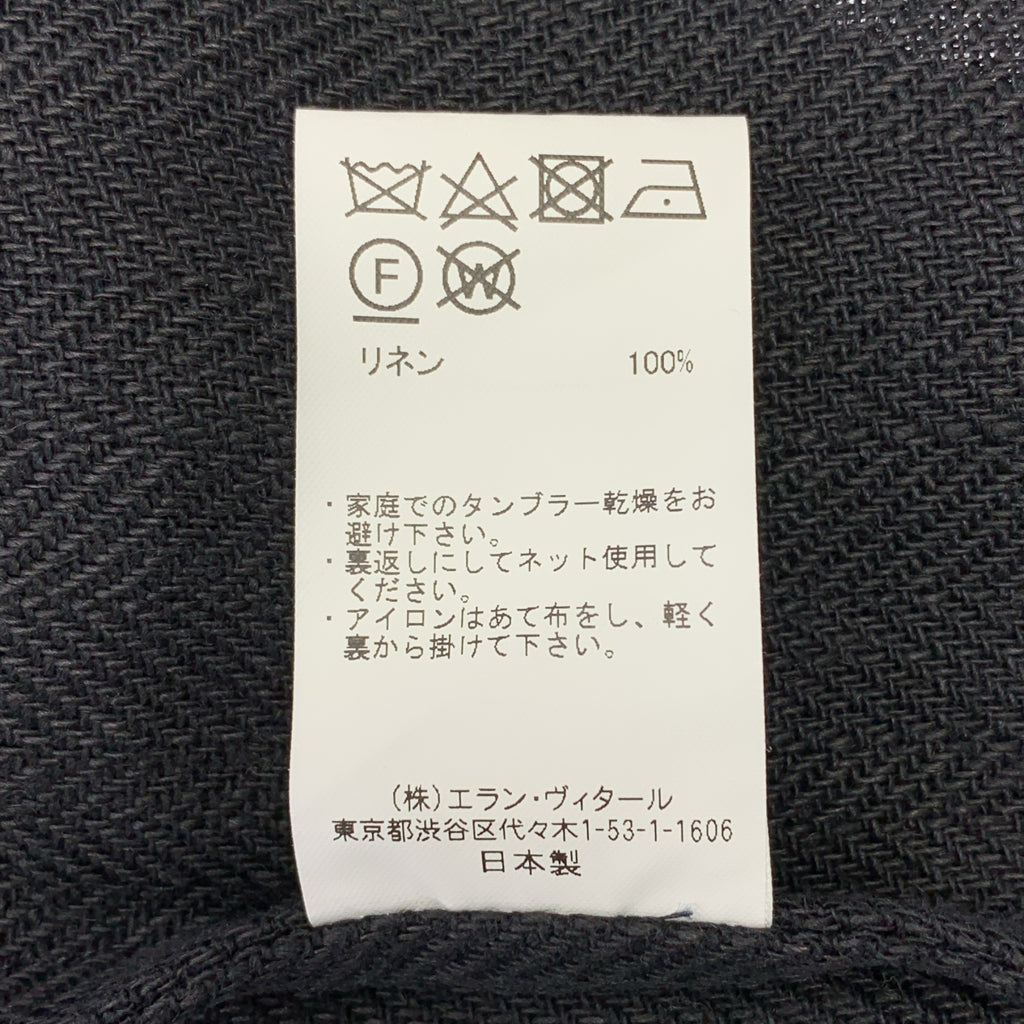 F W
リネン 100%
・家庭でのタンブラー乾燥をお
避け下さい。
・裏返しにしてネット使用して
ください。
・アイロンはあて布をし、軽く
裏から掛けて下さい。
(株)エラン・ヴィタール
東京都渋谷区代々木1-53-1-1606
日本製